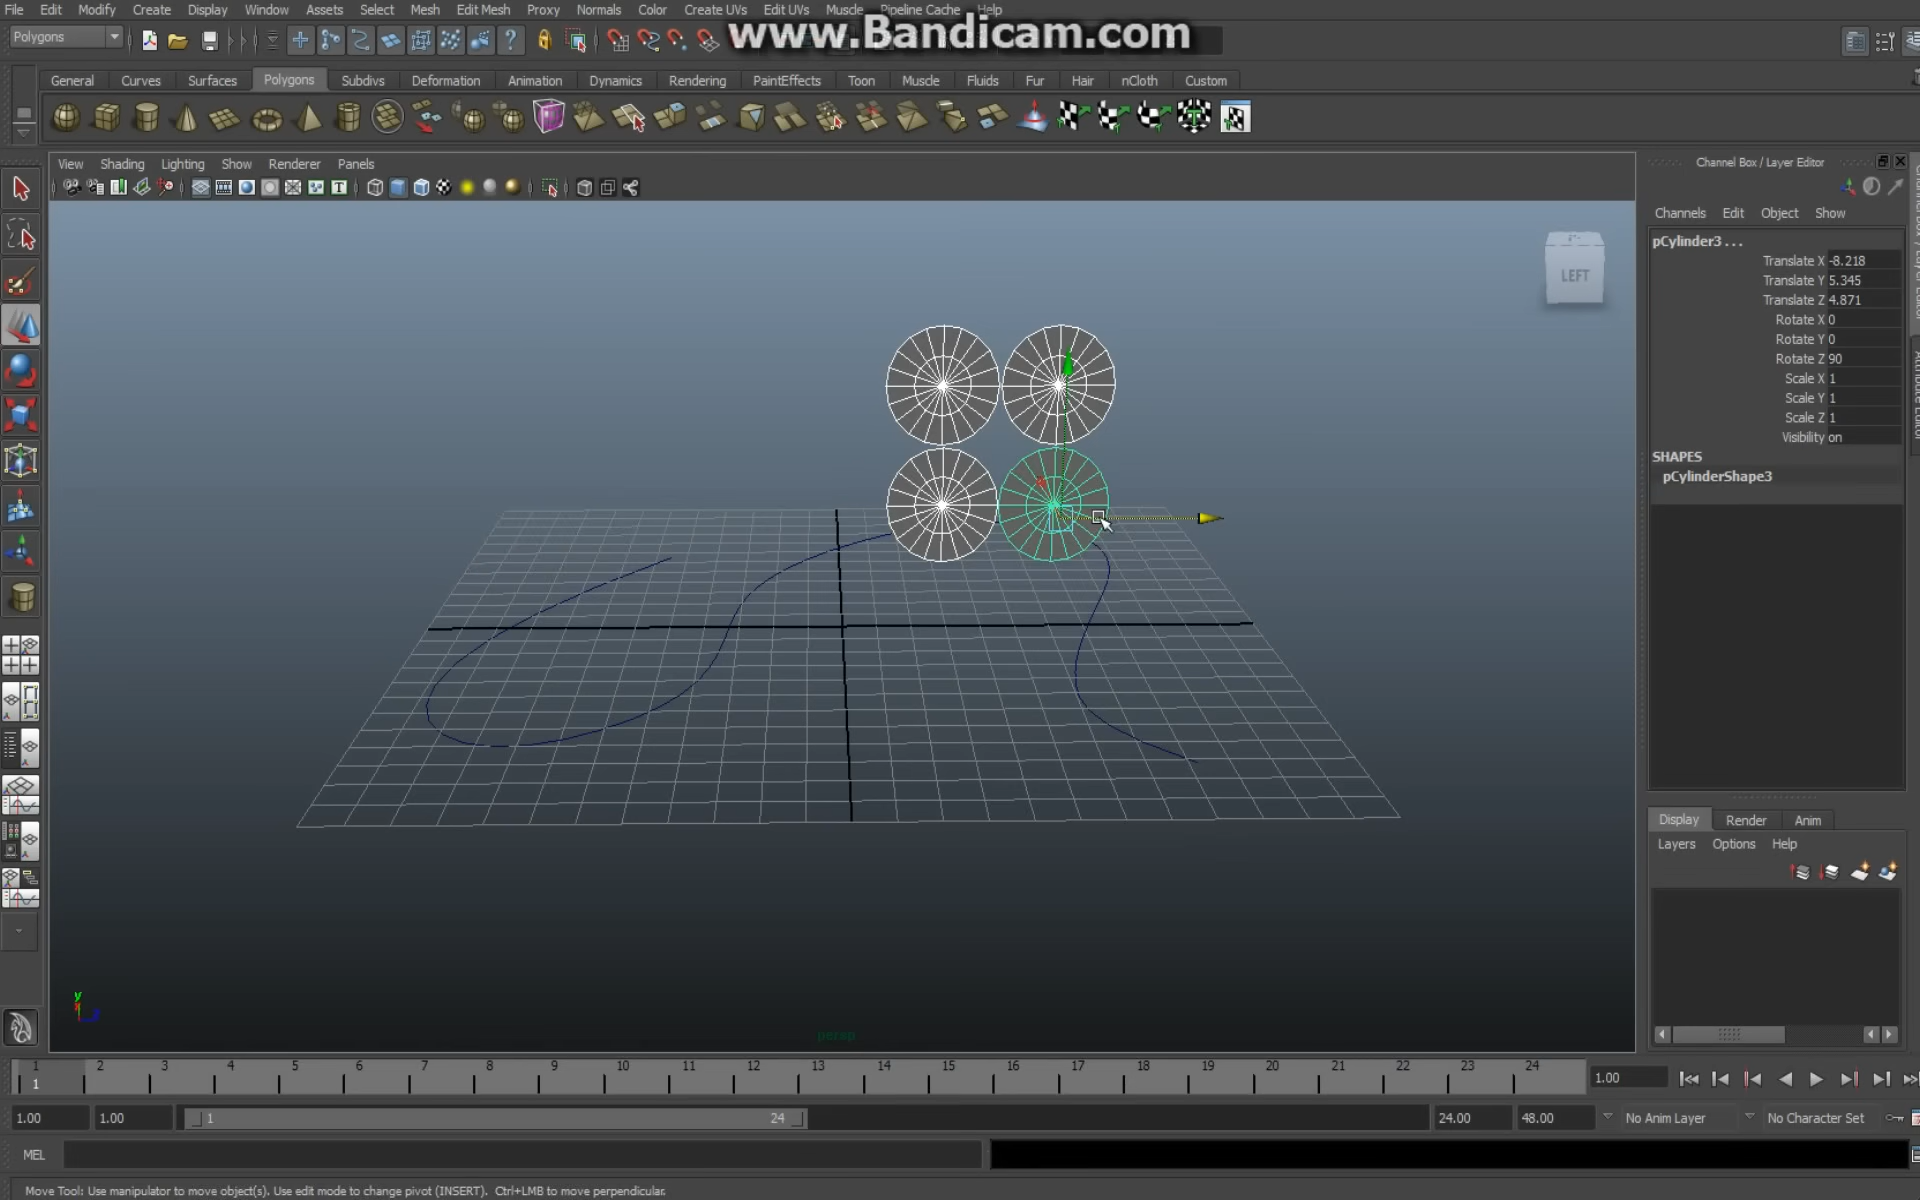 File Edit Modify Create Display Window Assets Select Mesh Edit Mesh Proxy Normals Color Create UVs Edit UVs Muscle Pipeline Cache Help
www.Bandicam.com
Polygons
General Curves Surfaces Polygons Subdivs Deformation Animation Dynamics Rendering PaintEffects Toon Muscle Fluids Fur Hair nCloth Custom
View Shading Lighting Show Renderer Panels
Channel Box / Layer Editor
Channels Edit Object Show
pCylinder3 . . .
Translate X -8.218
Translate Y 5.345
Translate Z 4.871
Rotate X 0
Rotate Y 0
Rotate Z 90
Scale X 1
Scale Y 1
Scale Z 1
Visibility on
SHAPES
pCylinderShape3
LEFT
Display Render Anim
Layers Options Help
y
persp
1 2 3 4 5 6 7 8 9 10 11 12 13 14 15 16 17 18 19 20 21 22 23 24
1
1.00
1.00 1.00 1 24 24.00 48.00 No Anim Layer No Character Set
MEL
Move Tool: Use manipulator to move object(s). Use edit mode to change pivot (INSERT). Ctrl+LMB to move perpendicular.